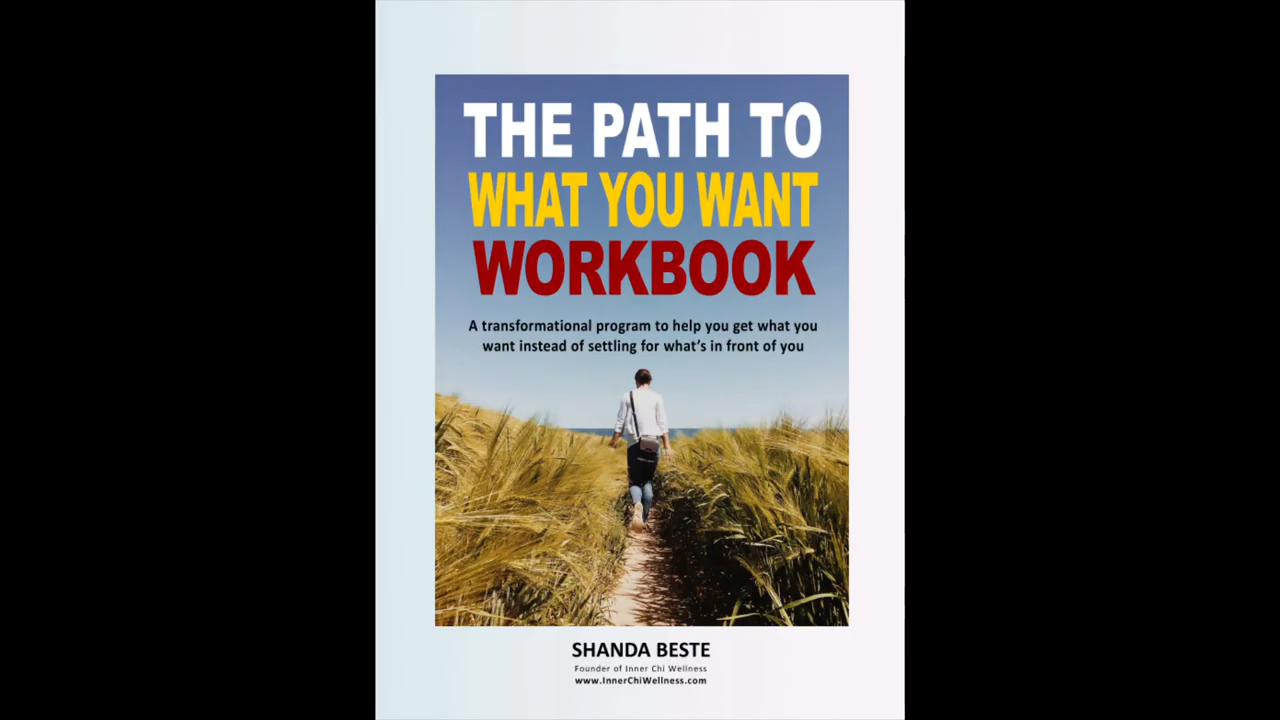 THE PATH TO
WHAT YOU WANT
WORKBOOK
A transformational program to help you get what you
want instead of settling for what's in front of you
SHANDA BESTE
Founder of Inner Chi Wellness
www.InnerChiWellness.com